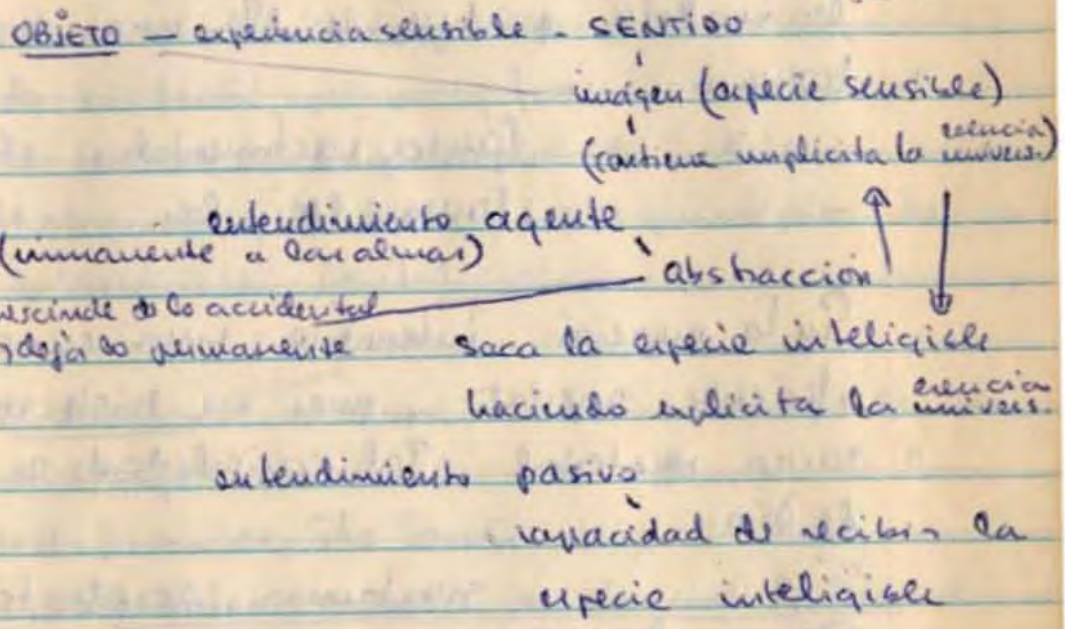 OBJETO — experiencia sensible - SENTIDO
imágen (especie sensible)
(contiene implícita la esencia univers.)
entendimiento agente
(inmanente a las almas)
abstracción
escinde de lo accidental
deja lo permanente
saca la especie inteligible
haciendo explícita la esencia univers.
entendimiento pasivo
capacidad de recibir la
especie inteligible